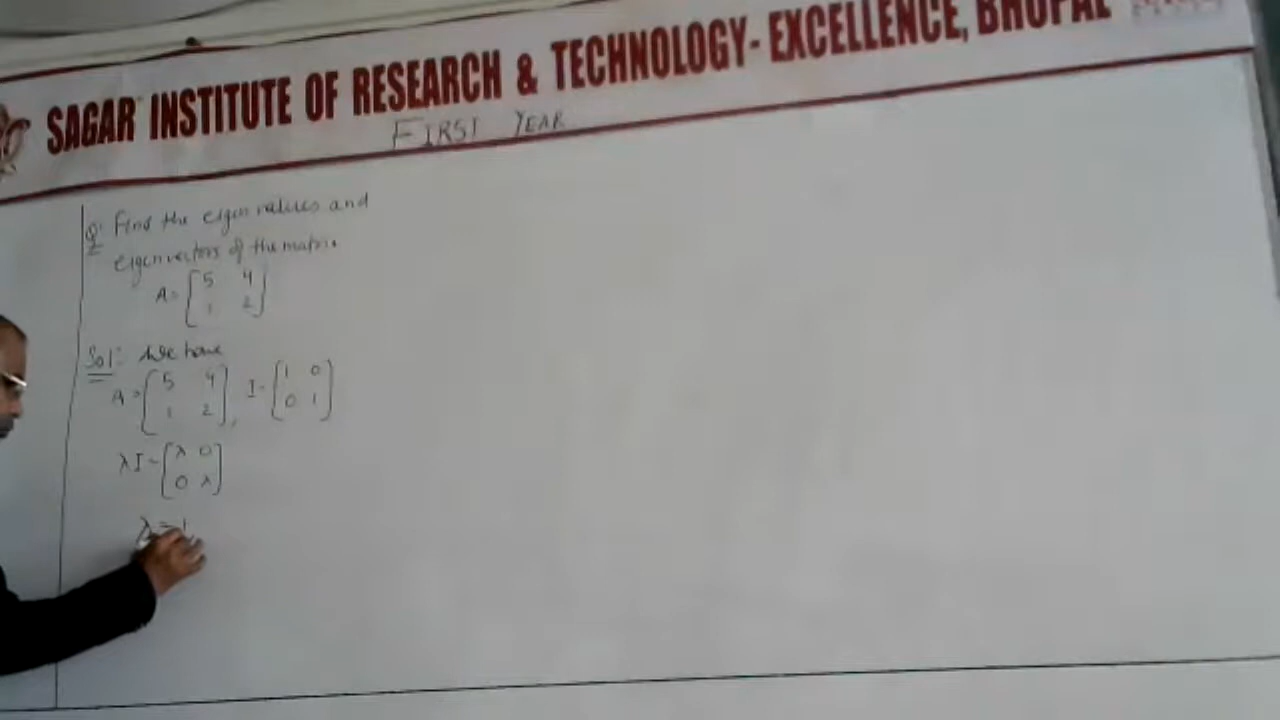 SAGAR INSTITUTE OF RESEARCH & TECHNOLOGY- EXCELLENCE, BHOPAL
FIRST YEAR
Q: Find the eigen values and
eigen vectors of the matrix
A = [5 4
1 2]
Sol: We have
A = [5 4
1 2], I = [1 0
0 1]
λI = [λ 0
0 λ]
λ =